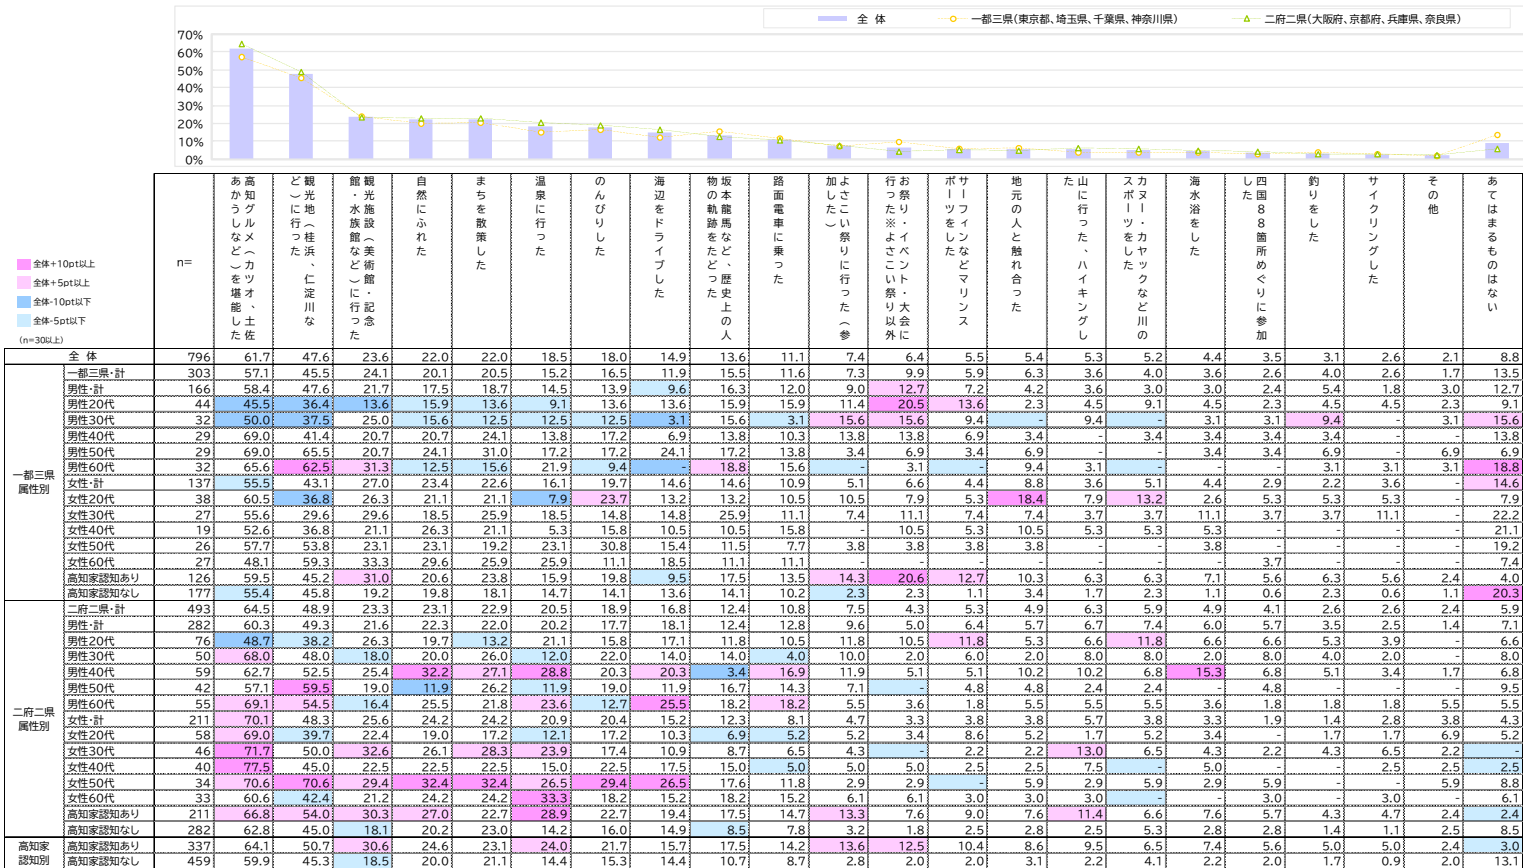 全 体 一都三県(東京都、埼玉県、千葉県、神奈川県) 二府二県(大阪府、京都府、兵庫県、奈良県)
70%
60%
50%
40%
30%
20%
10%
0%
n=
高知グルメ(カツオ、土佐
あかうしなど)を堪能した
観光地(桂浜、仁淀川な
ど)に行った
観光施設(美術館・記念
館・水族館など)に行った
自然にふれた
まちを散策した
温泉に行った
のんびりした
海辺をドライブした
坂本龍馬など、歴史上の人
物の軌跡をたどった
路面電車に乗った
よさこい祭りに行った(参
加した)
お祭り・イベント・大会に
行った※よさこい祭り以外
サーフィンなどマリンス
ポーツをした
地元の人と触れ合った
山に行った、ハイキングし
た
カヌー・カヤックなど川の
スポーツをした
海水浴をした
四国88箇所めぐりに参加
した
釣りをした
サイクリングした
その他
あてはまるものはない
全体+10pt以上
全体+5pt以上
全体-10pt以下
全体-5pt以下
(n=30以上)
全 体 796 61.7 47.6 23.6 22.0 22.0 18.5 18.0 14.9 13.6 11.1 7.4 6.4 5.5 5.4 5.3 5.2 4.4 3.5 3.1 2.6 2.1 8.8
一都三県
属性別
一都三県・計 303 57.1 45.5 24.1 20.1 20.5 15.2 16.5 11.9 15.5 11.6 7.3 9.9 5.9 6.3 3.6 4.0 3.6 2.6 4.0 2.6 1.7 13.5
男性・計 166 58.4 47.6 21.7 17.5 18.7 14.5 13.9 9.6 16.3 12.0 9.0 12.7 7.2 4.2 3.6 3.0 3.0 2.4 5.4 1.8 3.0 12.7
男性20代 44 45.5 36.4 13.6 15.9 13.6 9.1 13.6 13.6 15.9 15.9 11.4 20.5 13.6 2.3 4.5 9.1 4.5 2.3 4.5 4.5 2.3 9.1
男性30代 32 50.0 37.5 25.0 15.6 12.5 12.5 12.5 3.1 15.6 3.1 15.6 15.6 9.4 - 9.4 - 3.1 3.1 9.4 - 3.1 15.6
男性40代 29 69.0 41.4 20.7 20.7 24.1 13.8 17.2 6.9 13.8 10.3 13.8 13.8 6.9 3.4 - 3.4 3.4 3.4 3.4 - - 13.8
男性50代 29 69.0 65.5 20.7 24.1 31.0 17.2 17.2 24.1 17.2 13.8 3.4 6.9 3.4 6.9 - - 3.4 3.4 6.9 - 6.9 6.9
男性60代 32 65.6 62.5 31.3 12.5 15.6 21.9 9.4 - 18.8 15.6 - 3.1 - 9.4 3.1 - - - 3.1 3.1 3.1 18.8
女性・計 137 55.5 43.1 27.0 23.4 22.6 16.1 19.7 14.6 14.6 10.9 5.1 6.6 4.4 8.8 3.6 5.1 4.4 2.9 2.2 3.6 - 14.6
女性20代 38 60.5 36.8 26.3 21.1 21.1 7.9 23.7 13.2 13.2 10.5 10.5 7.9 5.3 18.4 7.9 13.2 2.6 5.3 5.3 5.3 - 7.9
女性30代 27 55.6 29.6 29.6 18.5 25.9 18.5 14.8 14.8 25.9 11.1 7.4 11.1 7.4 7.4 3.7 3.7 11.1 3.7 3.7 11.1 - 22.2
女性40代 19 52.6 36.8 21.1 26.3 21.1 5.3 15.8 10.5 10.5 15.8 - 10.5 5.3 10.5 5.3 5.3 5.3 - - - - 21.1
女性50代 26 57.7 53.8 23.1 23.1 19.2 23.1 30.8 15.4 11.5 7.7 3.8 3.8 3.8 3.8 - - 3.8 - - - - 19.2
女性60代 27 48.1 59.3 33.3 29.6 25.9 25.9 11.1 18.5 11.1 11.1 - - - - - - - 3.7 - - - 7.4
高知家認知あり 126 59.5 45.2 31.0 20.6 23.8 15.9 19.8 9.5 17.5 13.5 14.3 20.6 12.7 10.3 6.3 6.3 7.1 5.6 6.3 5.6 2.4 4.0
高知家認知なし 177 55.4 45.8 19.2 19.8 18.1 14.7 14.1 13.6 14.1 10.2 2.3 2.3 1.1 3.4 1.7 2.3 1.1 0.6 2.3 0.6 1.1 20.3
二府二県
属性別
二府二県・計 493 64.5 48.9 23.3 23.1 22.9 20.5 18.9 16.8 12.4 10.8 7.5 4.3 5.3 4.9 6.3 5.9 4.9 4.1 2.6 2.6 2.4 5.9
男性・計 282 60.3 49.3 21.6 22.3 22.0 20.2 17.7 18.1 12.4 12.8 9.6 5.0 6.4 5.7 6.7 7.4 6.0 5.7 3.5 2.5 1.4 7.1
男性20代 76 48.7 38.2 26.3 19.7 13.2 21.1 15.8 17.1 11.8 10.5 11.8 10.5 11.8 5.3 6.6 11.8 6.6 6.6 5.3 3.9 - 6.6
男性30代 50 68.0 48.0 18.0 20.0 26.0 12.0 22.0 14.0 14.0 4.0 10.0 2.0 6.0 2.0 8.0 8.0 2.0 8.0 4.0 2.0 - 8.0
男性40代 59 62.7 52.5 25.4 32.2 27.1 28.8 20.3 20.3 3.4 16.9 11.9 5.1 5.1 10.2 10.2 6.8 15.3 6.8 5.1 3.4 1.7 6.8
男性50代 42 57.1 59.5 19.0 11.9 26.2 11.9 19.0 11.9 16.7 14.3 7.1 - 4.8 4.8 2.4 2.4 - 4.8 - - - 9.5
男性60代 55 69.1 54.5 16.4 25.5 21.8 23.6 12.7 25.5 18.2 18.2 5.5 3.6 1.8 5.5 5.5 5.5 3.6 1.8 1.8 1.8 5.5 5.5
女性・計 211 70.1 48.3 25.6 24.2 24.2 20.9 20.4 15.2 12.3 8.1 4.7 3.3 3.8 3.8 5.7 3.8 3.3 1.9 1.4 2.8 3.8 4.3
女性20代 58 69.0 39.7 22.4 19.0 17.2 12.1 17.2 10.3 6.9 5.2 5.2 3.4 8.6 5.2 1.7 5.2 3.4 - 1.7 1.7 6.9 5.2
女性30代 46 71.7 50.0 32.6 26.1 28.3 23.9 17.4 10.9 8.7 6.5 4.3 - 2.2 2.2 13.0 6.5 4.3 2.2 4.3 6.5 2.2 -
女性40代 40 77.5 45.0 22.5 22.5 22.5 15.0 22.5 17.5 15.0 5.0 5.0 5.0 2.5 2.5 7.5 - 5.0 - - 2.5 2.5 2.5
女性50代 34 70.6 70.6 29.4 32.4 32.4 26.5 29.4 26.5 17.6 11.8 2.9 2.9 - 5.9 2.9 5.9 2.9 5.9 - - 5.9 8.8
女性60代 33 60.6 42.4 21.2 24.2 24.2 33.3 18.2 15.2 18.2 15.2 6.1 6.1 3.0 3.0 3.0 - - 3.0 - 3.0 - 6.1
高知家認知あり 211 66.8 54.0 30.3 27.0 22.7 28.9 22.7 19.4 17.5 14.7 13.3 7.6 9.0 7.6 11.4 6.6 7.6 5.7 4.3 4.7 2.4 2.4
高知家認知なし 282 62.8 45.0 18.1 20.2 23.0 14.2 16.0 14.9 8.5 7.8 3.2 1.8 2.5 2.8 2.5 5.3 2.8 2.8 1.4 1.1 2.5 8.5
高知家
認知別
高知家認知あり 337 64.1 50.7 30.6 24.6 23.1 24.0 21.7 15.7 17.5 14.2 13.6 12.5 10.4 8.6 9.5 6.5 7.4 5.6 5.0 5.0 2.4 3.0
高知家認知なし 459 59.9 45.3 18.5 20.0 21.1 14.4 15.3 14.4 10.7 8.7 2.8 2.0 2.0 3.1 2.2 4.1 2.2 2.0 1.7 0.9 2.0 13.1